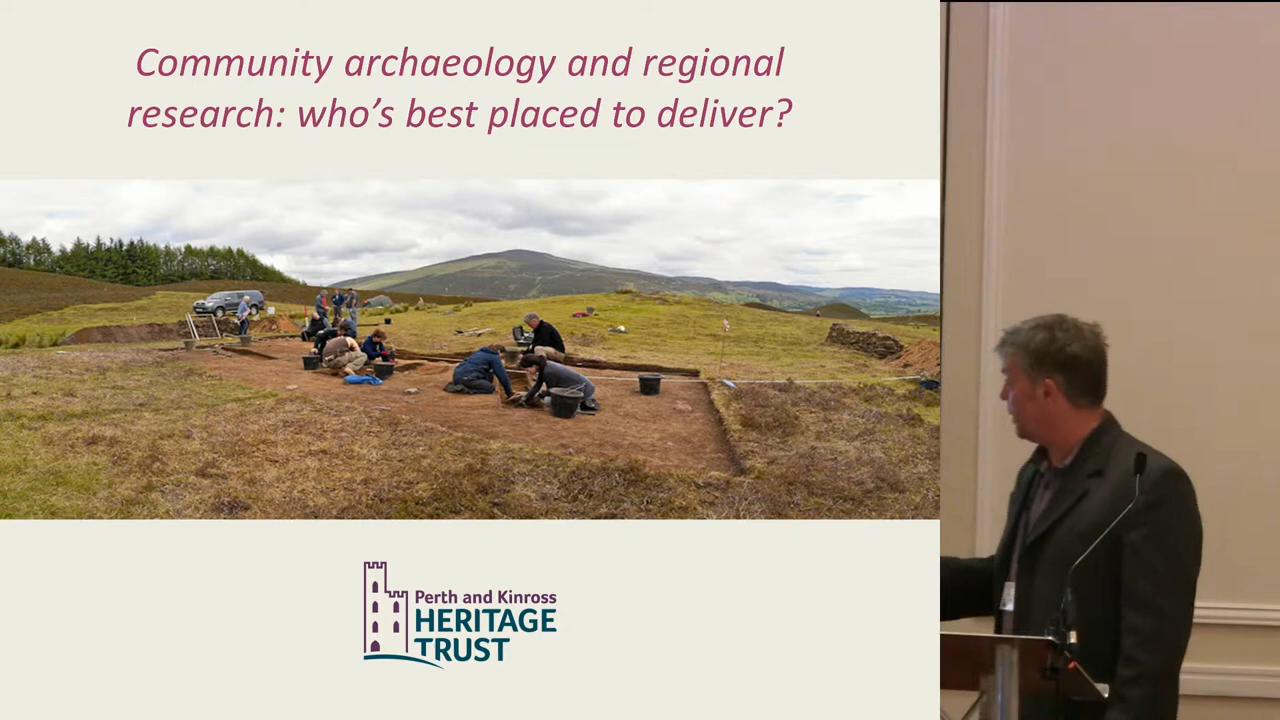 Community archaeology and regional
research: who’s best placed to deliver?
Perth and Kinross
HERITAGE
TRUST